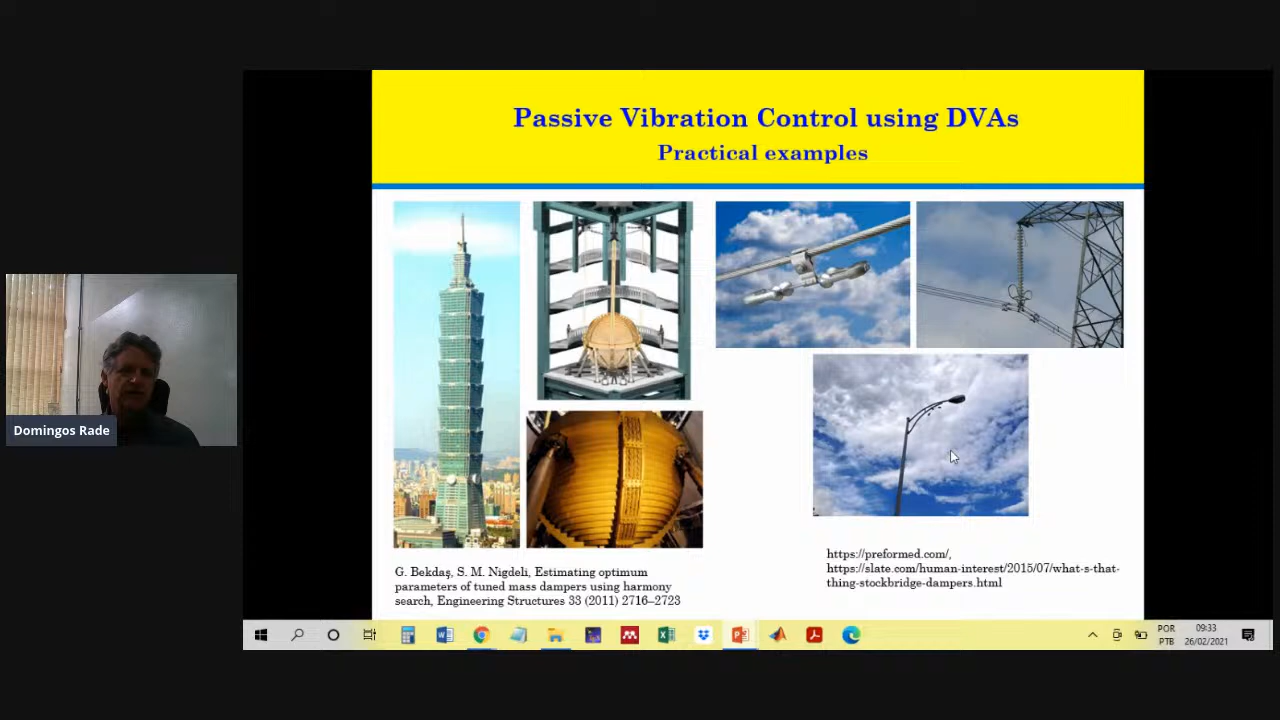 Passive Vibration Control using DVAs
Practical examples
Domingos Rade
G. Bekdaş, S. M. Nigdeli, Estimating optimum
parameters of tuned mass dampers using harmony
search, Engineering Structures 33 (2011) 2716–2723
https://preformed.com/,
https://slate.com/human-interest/2015/07/what-s-that-
thing-stockbridge-dampers.html
POR
PTB
09:33
26/02/2021